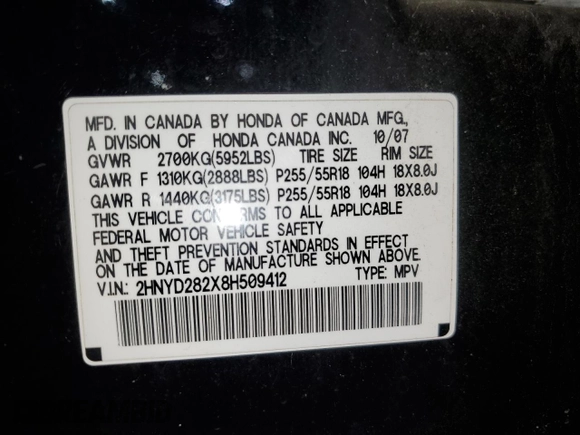 MFD. IN CANADA BY HONDA OF CANADA MFG.,
A DIVISION OF HONDA CANADA INC. 10/07
GVWR 2700KG(5952LBS) TIRE SIZE RIM SIZE
GAWR F 1310KG(2888LBS) P255/55R18 104H 18X8.0J
GAWR R 1440KG(3175LBS) P255/55R18 104H 18X8.0J
THIS VEHICLE CONFORMS TO ALL APPLICABLE
FEDERAL MOTOR VEHICLE SAFETY
AND THEFT PREVENTION STANDARDS IN EFFECT
ON THE DATE OF MANUFACTURE SHOWN ABOVE.
V.I.N.: 2HNYD282X8H509412 TYPE: MPV